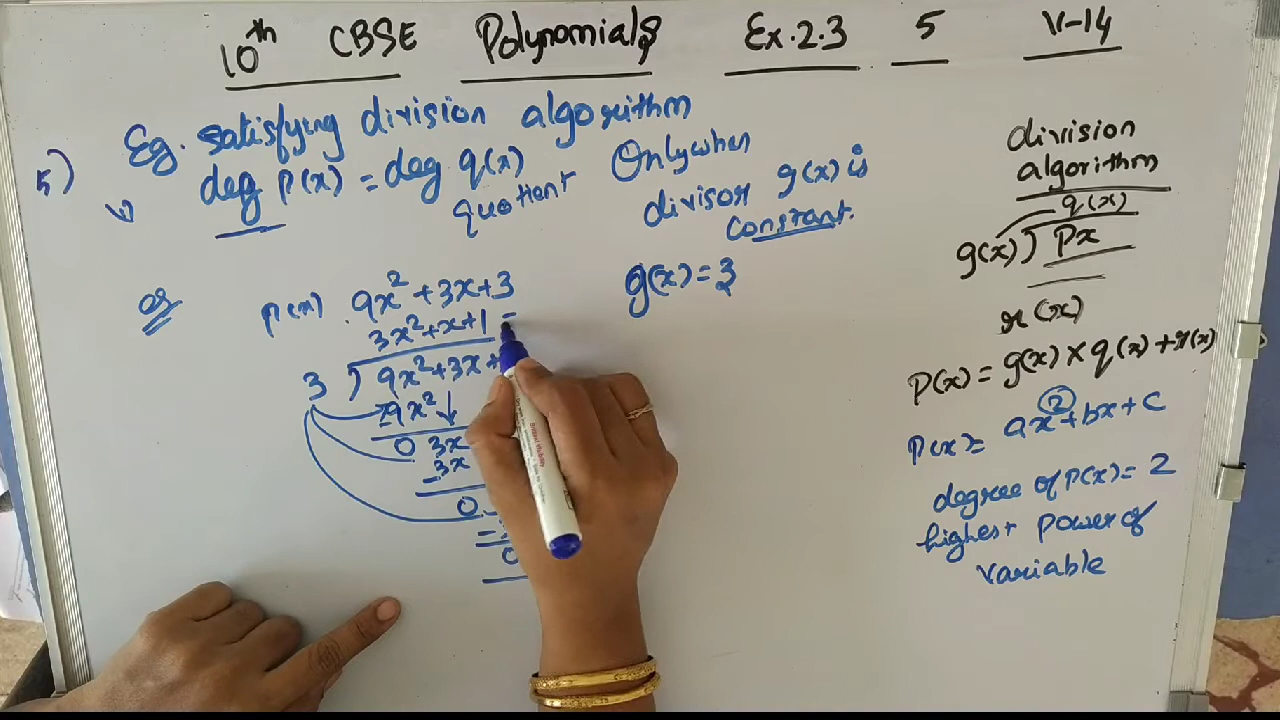 10th CBSE Polynomials Ex.2.3 5 V-14
5) Eg. satisfying division algorithm
i) deg p(x) = deg q(x) Only when
quotient divisor g(x) is
constant.
p(x) 9x² + 3x + 3 g(x) = 3
3x² + x + 1 =
3 ) 9x² + 3x +
- 9x²
0 3x
- 3x
0
-
0
division
algorithm
q(x)
g(x) ) Px
r(x)
P(x) = g(x) × q(x) + r(x)
P(x) = ax² + bx + c
degree of P(x) = 2
highest power of
variable